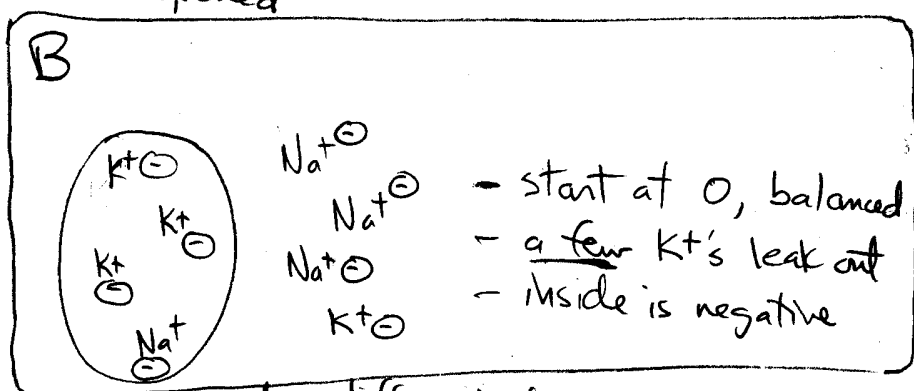 B
K+ ⊖
K+ ⊖
K+ ⊖
Na+ ⊖
Na+ ⊖
Na+ ⊖
Na+ ⊖
K+ ⊖
- start at 0, balanced
- a few K+'s leak out
- inside is negative